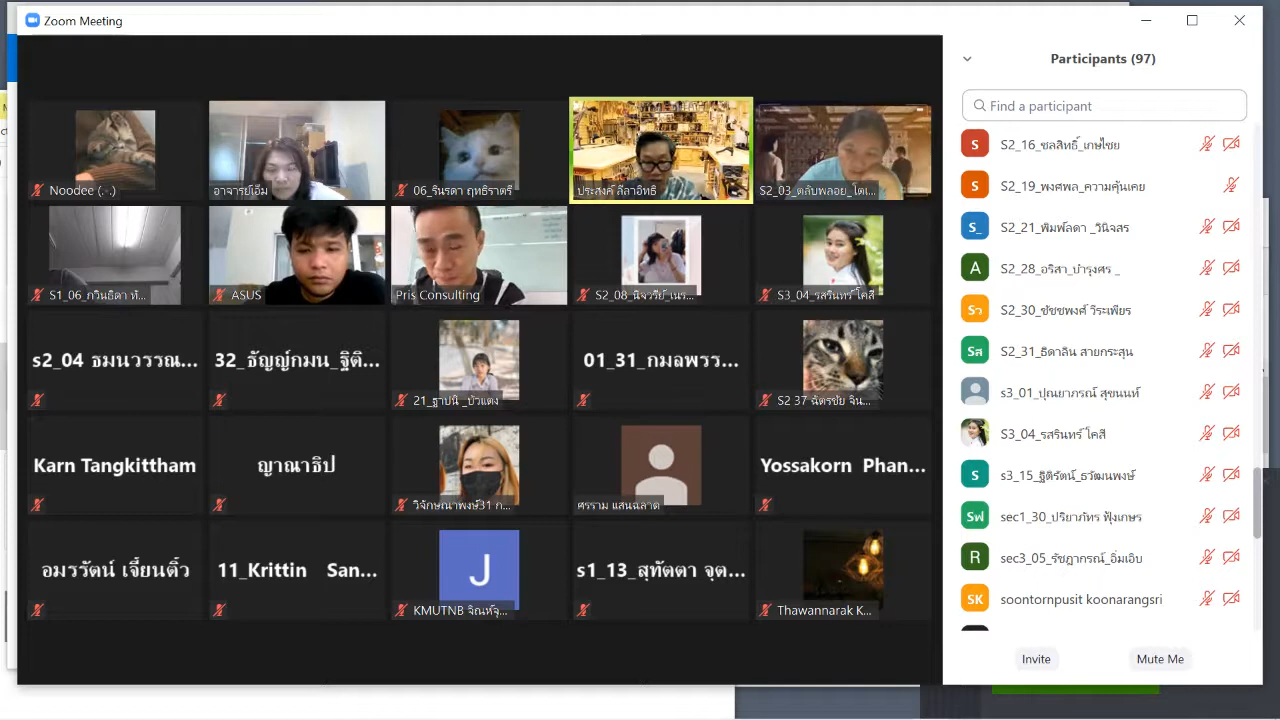 Zoom Meeting
Noodee (. .)
อาจารย์เอ็ม
06_รินรดา ฤทธิราตรี
ประสงค์ ลีลาอิทธิ
S2_03_ตลับพลอย_โตเ...
S1_06_กวินธิดา ทั...
ASUS
Pris Consulting
S2_08_นิจวรีย์_เนร...
S3_04_รสรินทร์ โคสี
s2_04 ธมนวรรณ...
32_ธัญญ์กมน_ฐิติ...
21_ฐาปนี _บัวแดง
01_31_กมลพรร...
S2 37 ฉัตรชัย จิน...
Karn Tangkittham
ญาณาธิป
วิจักษณาพงษ์31 ก...
ศรราม แสนฉลาด
Yossakorn Phan...
อมรรัตน์ เจี้ยนติ๋ว
11_Krittin San...
J
KMUTNB จิณห์จุ...
s1_13_สุทัตตา จุต...
Thawannarak K...
Participants (97)
Find a participant
S S2_16_ชลสิทธิ์_เกษไชย
S S2_19_พงศพล_ความคุ้นเคย
S_ S2_21_พิมพ์ลดา _วินิจสร
A S2_28_อริสา_บำรุงศร _
Sว S2_30_ชัชชพงศ์ วิระเพียร
Sส S2_31_ธิดาลิน สายกระสุน
s3_01_ปุณยาภรณ์ สุขนนท์
S3_04_รสรินทร์ โคสี
S s3_15_ฐิติรัตน์_ธวัฒนพงษ์
Sฟ sec1_30_ปริยาภัทร ฟุ้งเกษร
R sec3_05_รัชฎากรณ์_อิ่มเอิบ
SK soontornpusit koonarangsri
Invite
Mute Me